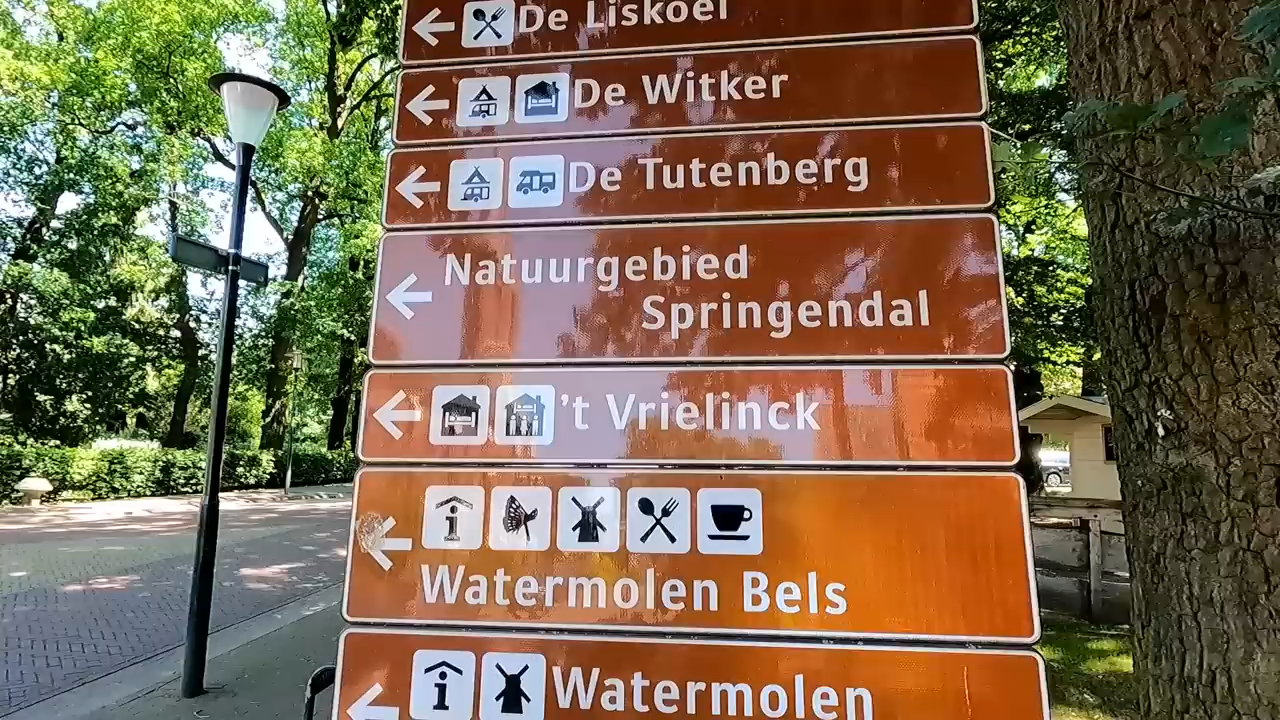 De Liskoel
De Witker
De Tutenberg
Natuurgebied
Springendal
't Vrielinck
i
Watermolen Bels
i
Watermolen